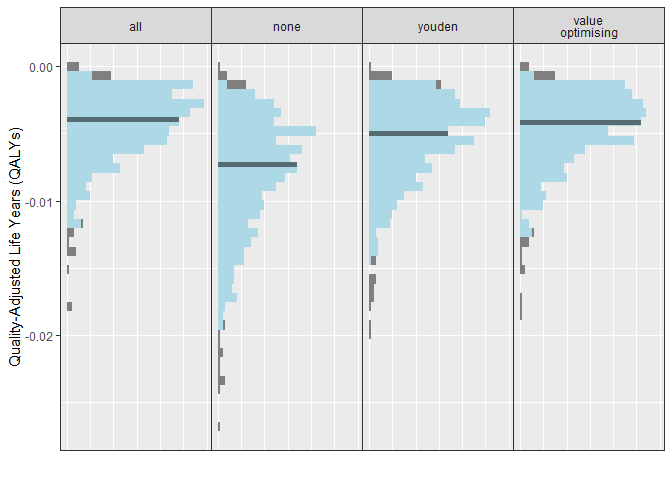 all
none
youden
value
optimising
0.00
-0.01
-0.02
Quality-Adjusted Life Years (QALYs)